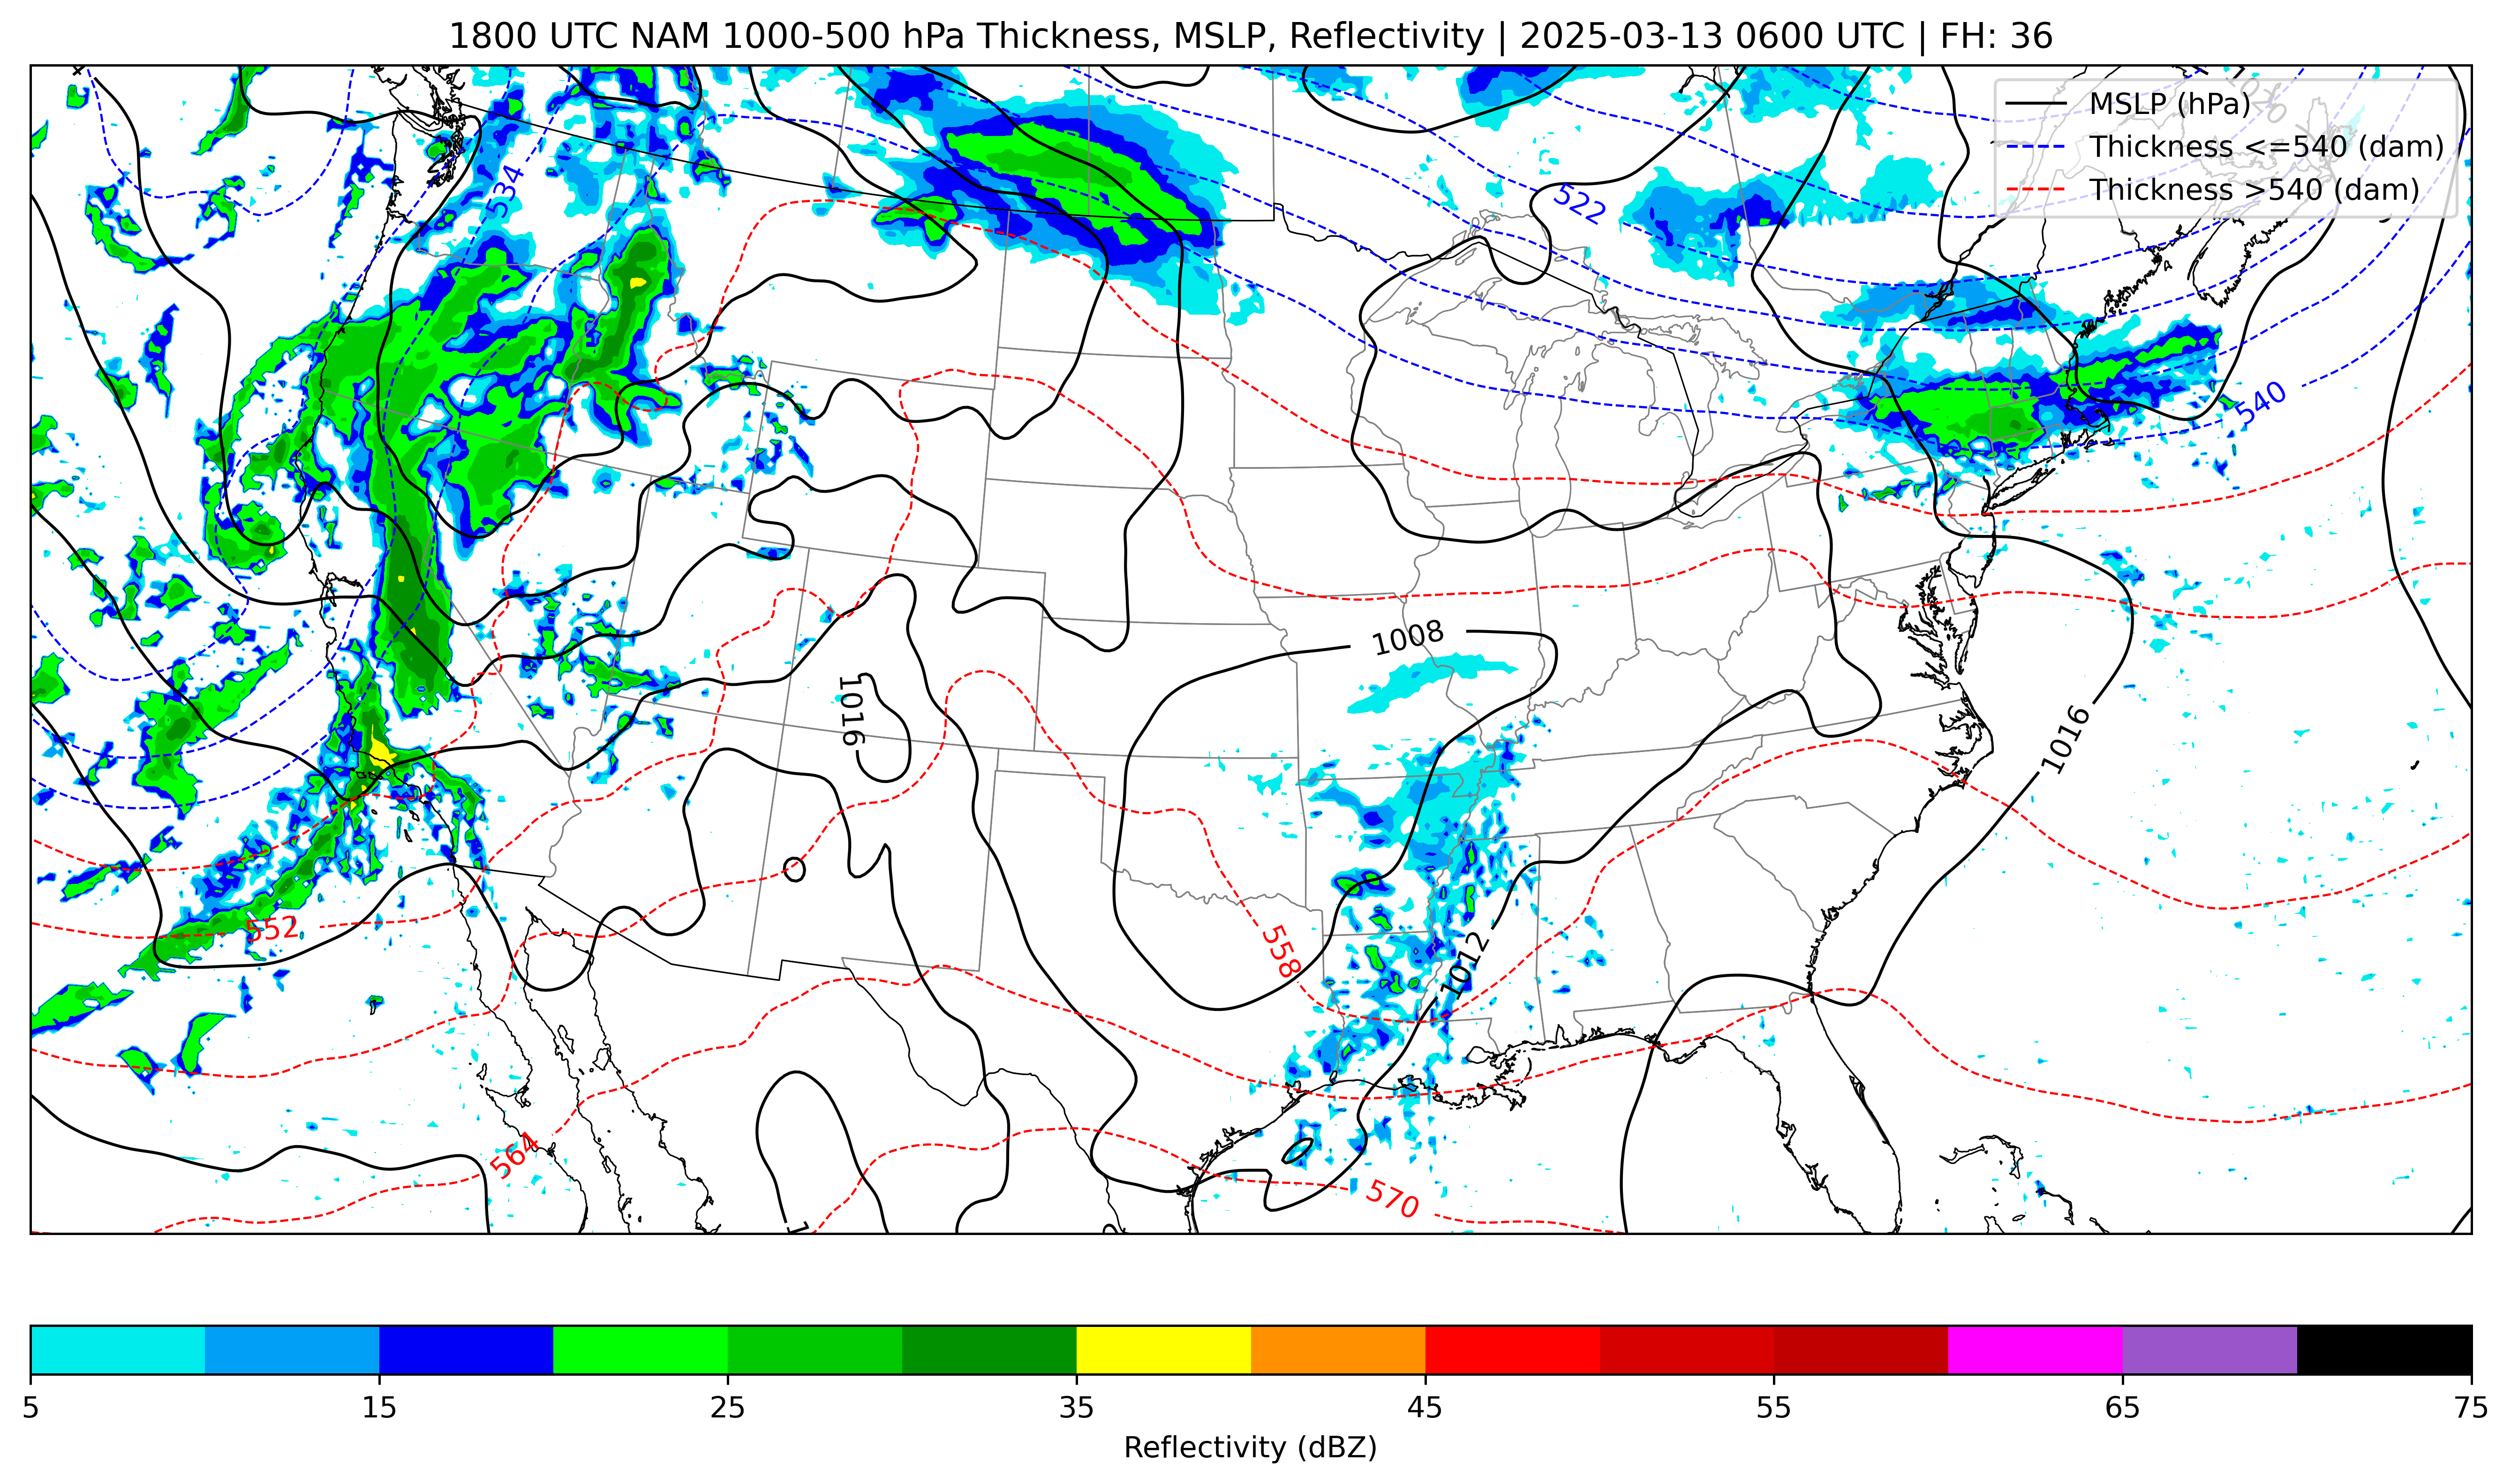 1800 UTC NAM 1000-500 hPa Thickness, MSLP, Reflectivity | 2025-03-13 0600 UTC | FH: 36
MSLP (hPa)
Thickness <=540 (dam)
Thickness >540 (dam)
534
522
540
1008
1016
1016
552
558
1012
564
570
5 15 25 35 45 55 65 75
Reflectivity (dBZ)